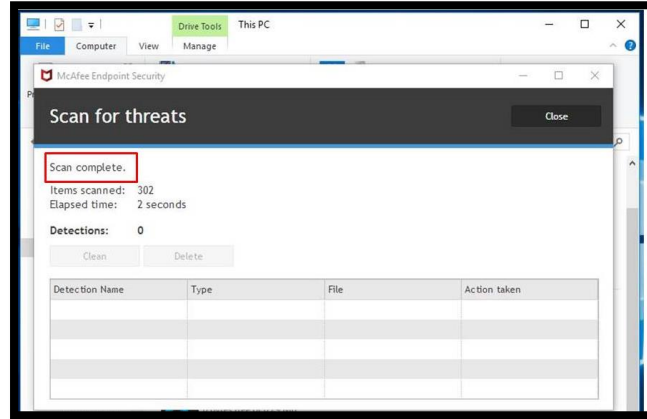 Drive Tools This PC
File Computer View Manage
McAfee Endpoint Security
Scan for threats
Close
Scan complete.
Items scanned: 302
Elapsed time: 2 seconds
Detections: 0
Clean Delete
Detection Name Type File Action taken